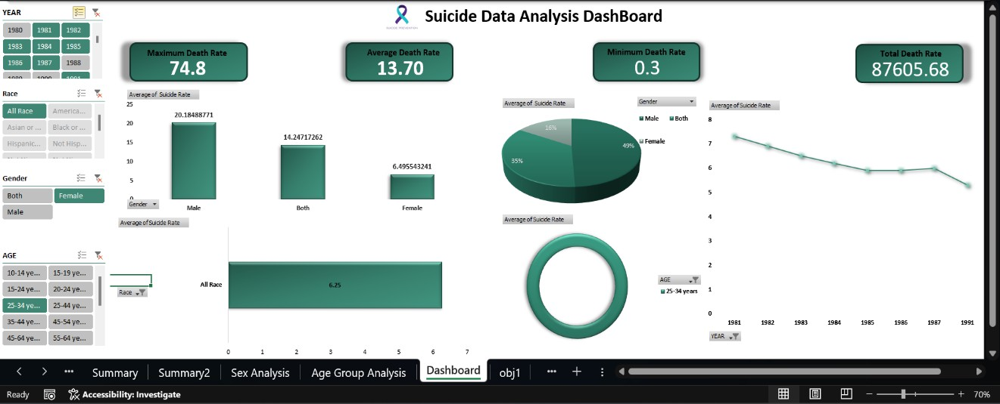 YEAR
Suicide Data Analysis DashBoard
SUICIDE PREVENTION
1980 1981 1982
1983 1984 1985
1986 1987 1988
Race
All Race America...
Asian or ... Black or ...
Hispanic... Not Hisp...
Gender
Both Female
Male
AGE
10-14 ye... 15-19 ye...
15-24 ye... 20-24 ye...
25-34 ye... 25-44 ye...
35-44 ye... 45-54 ye...
45-64 ye... 55-64 ye...
Maximum Death Rate
74.8
Average Death Rate
13.70
Minimum Death Rate
0.3
Total Death Rate
87605.68
Average of Suicide Rate
25
20
15
10
5
0
20.18488771
14.24717262
6.495543241
Gender
Male Both Female
Average of Suicide Rate
Gender
Male Both
Female
16%
49%
35%
Average of Suicide Rate
8
7
6
5
4
3
2
1
0
1981 1982 1983 1984 1985 1986 1987 1991
YEAR
Average of Suicide Rate
Race
All Race
6.25
0 1 2 3 4 5 6 7
Average of Suicide Rate
AGE
25-34 years
Summary Summary2 Sex Analysis Age Group Analysis Dashboard obj1
Ready Accessibility: Investigate 70%